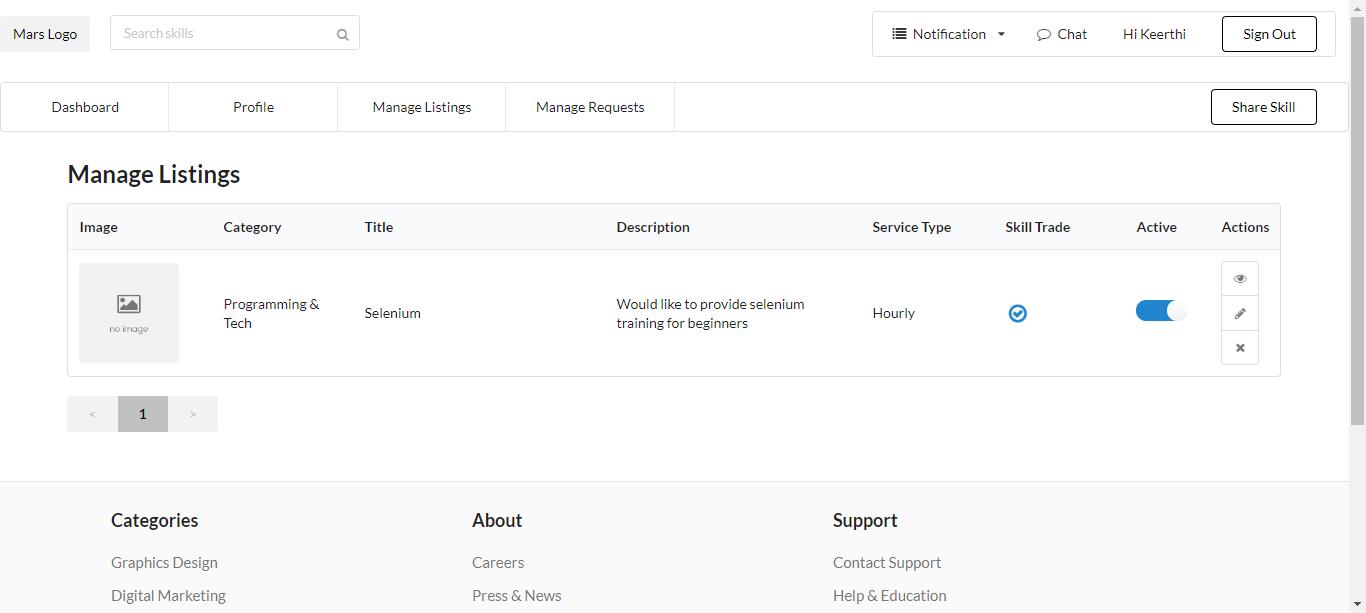 Mars Logo
Search skills
Notification
Chat
Hi Keerthi
Sign Out
Dashboard
Profile
Manage Listings
Manage Requests
Share Skill
Manage Listings
Image
Category
Title
Description
Service Type
Skill Trade
Active
Actions
no image
Programming &
Tech
Selenium
Would like to provide selenium
training for beginners
Hourly
<
1
>
Categories
About
Support
Graphics Design
Careers
Contact Support
Digital Marketing
Press & News
Help & Education